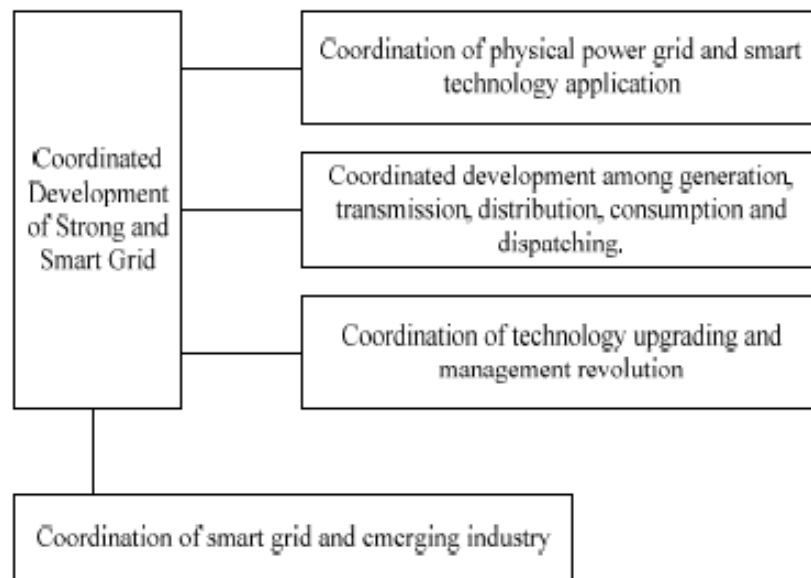 Coordinated
Development
of Strong and
Smart Grid
Coordination of physical power grid and smart
technology application
Coordinated development among generation,
transmission, distribution, consumption and
dispatching.
Coordination of technology upgrading and
management revolution
Coordination of smart grid and emerging industry